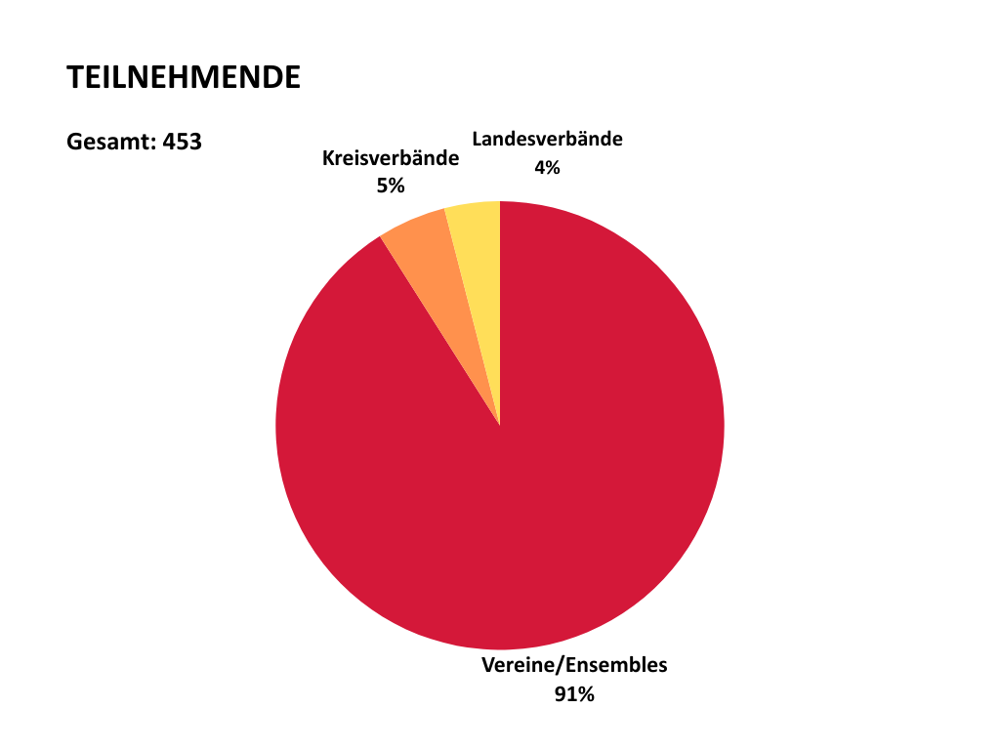 TEILNEHMENDE
Gesamt: 453
Landesverbände
4%
Kreisverbände
5%
Vereine/Ensembles
91%